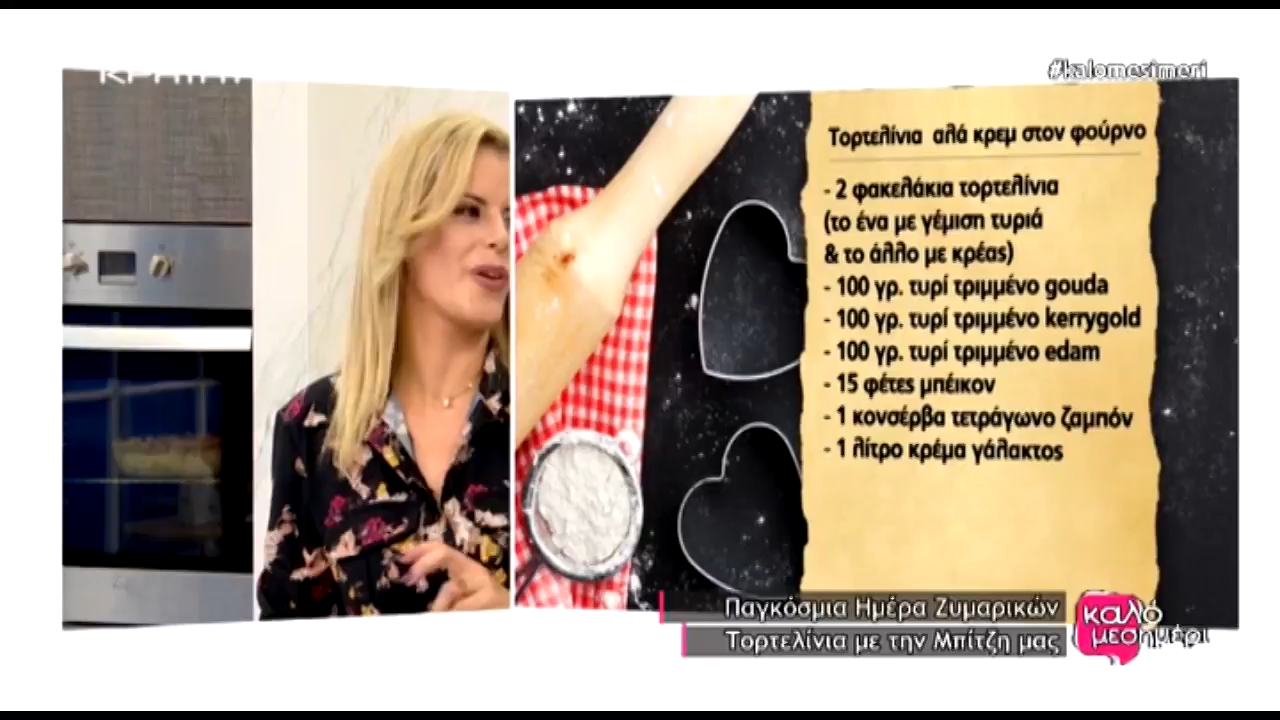 #kalomesimeri
Τορτελίνια αλά κρεμ στον φούρνο
- 2 φακελάκια τορτελίνια
(το ένα με γέμιση τυριά
& το άλλο με κρέας)
- 100 γρ. τυρί τριμμένο gouda
- 100 γρ. τυρί τριμμένο kerrygold
- 100 γρ. τυρί τριμμένο edam
- 15 φέτες μπέικον
- 1 κονσέρβα τετράγωνο ζαμπόν
- 1 λίτρο κρέμα γάλακτος
Παγκόσμια Ημέρα Ζυμαρικών
Τορτελίνια με την Μπίτζη μας
καλό
μεσημέρι